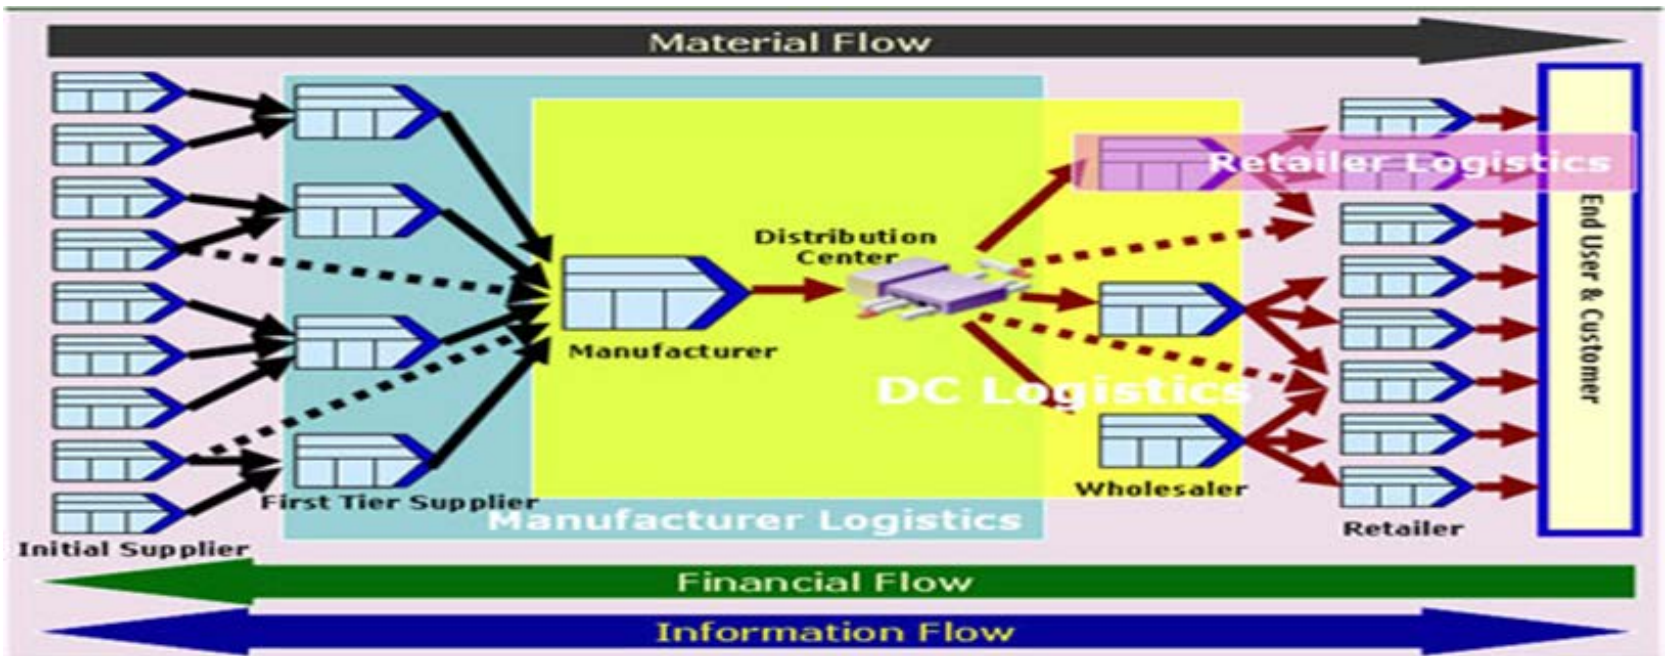 Material Flow
Retailer Logistics
Distribution
Center
End User & Customer
Manufacturer
DC Logistics
Wholesaler
First Tier Supplier
Manufacturer Logistics
Retailer
Initial Supplier
Financial Flow
Information Flow